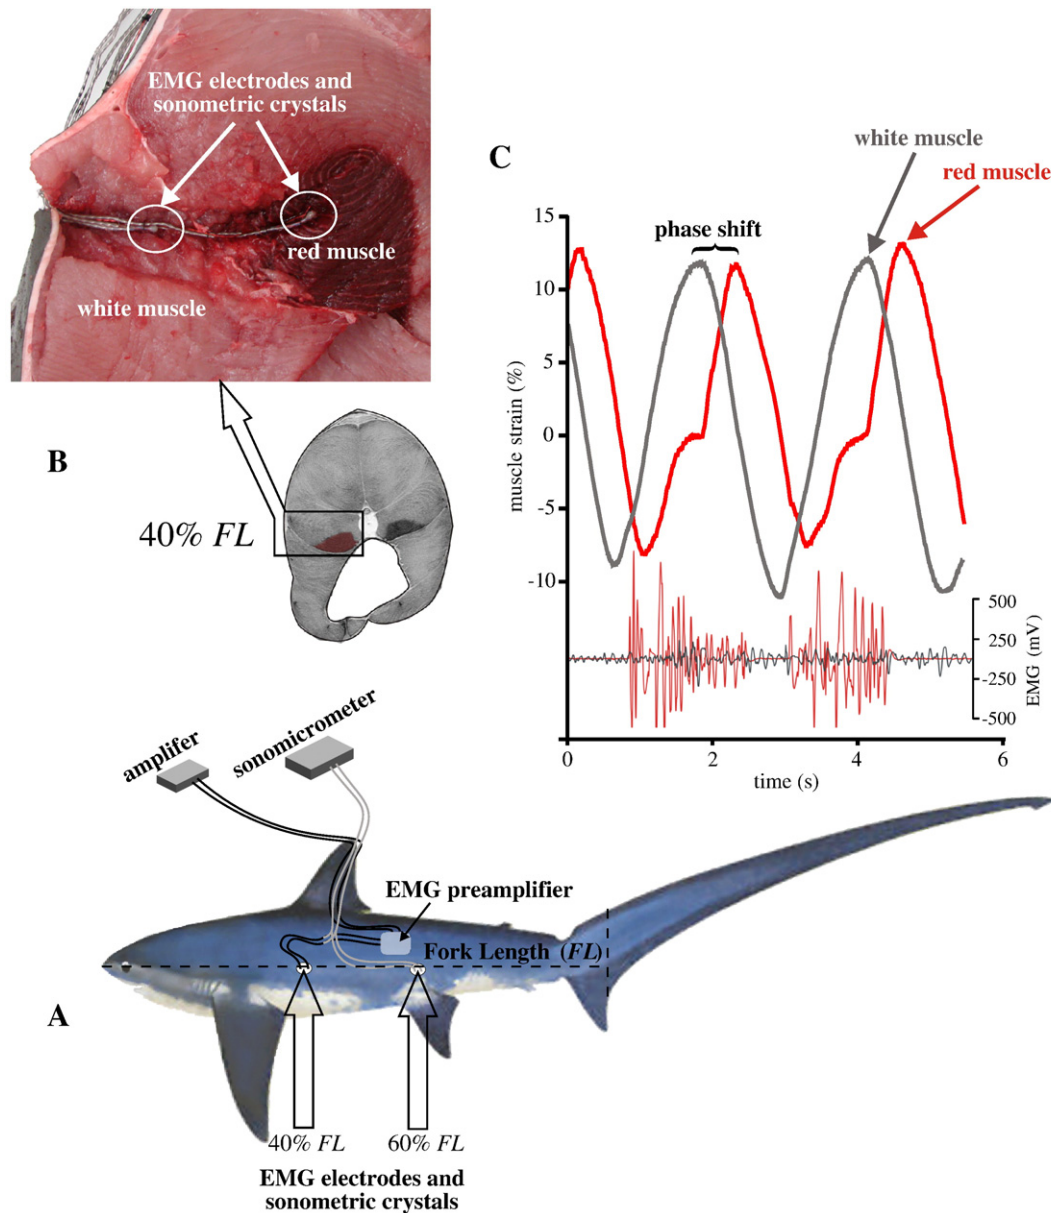 EMG electrodes and
sonometric crystals
red muscle
white muscle
B
40% FL
C
white muscle
red muscle
phase shift
15
10
5
0
-5
-10
muscle strain (%)
500
250
-250
-500
EMG (mV)
0
2
4
6
time (s)
A
amplifer
sonomicrometer
EMG preamplifier
Fork Length (FL)
40% FL
60% FL
EMG electrodes and
sonometric crystals